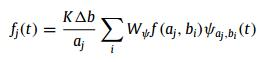 f_j(t) = \frac{K \Delta b}{a_j} \sum_i W_\psi f(a_j, b_i) \psi_{a_j, b_i}(t)